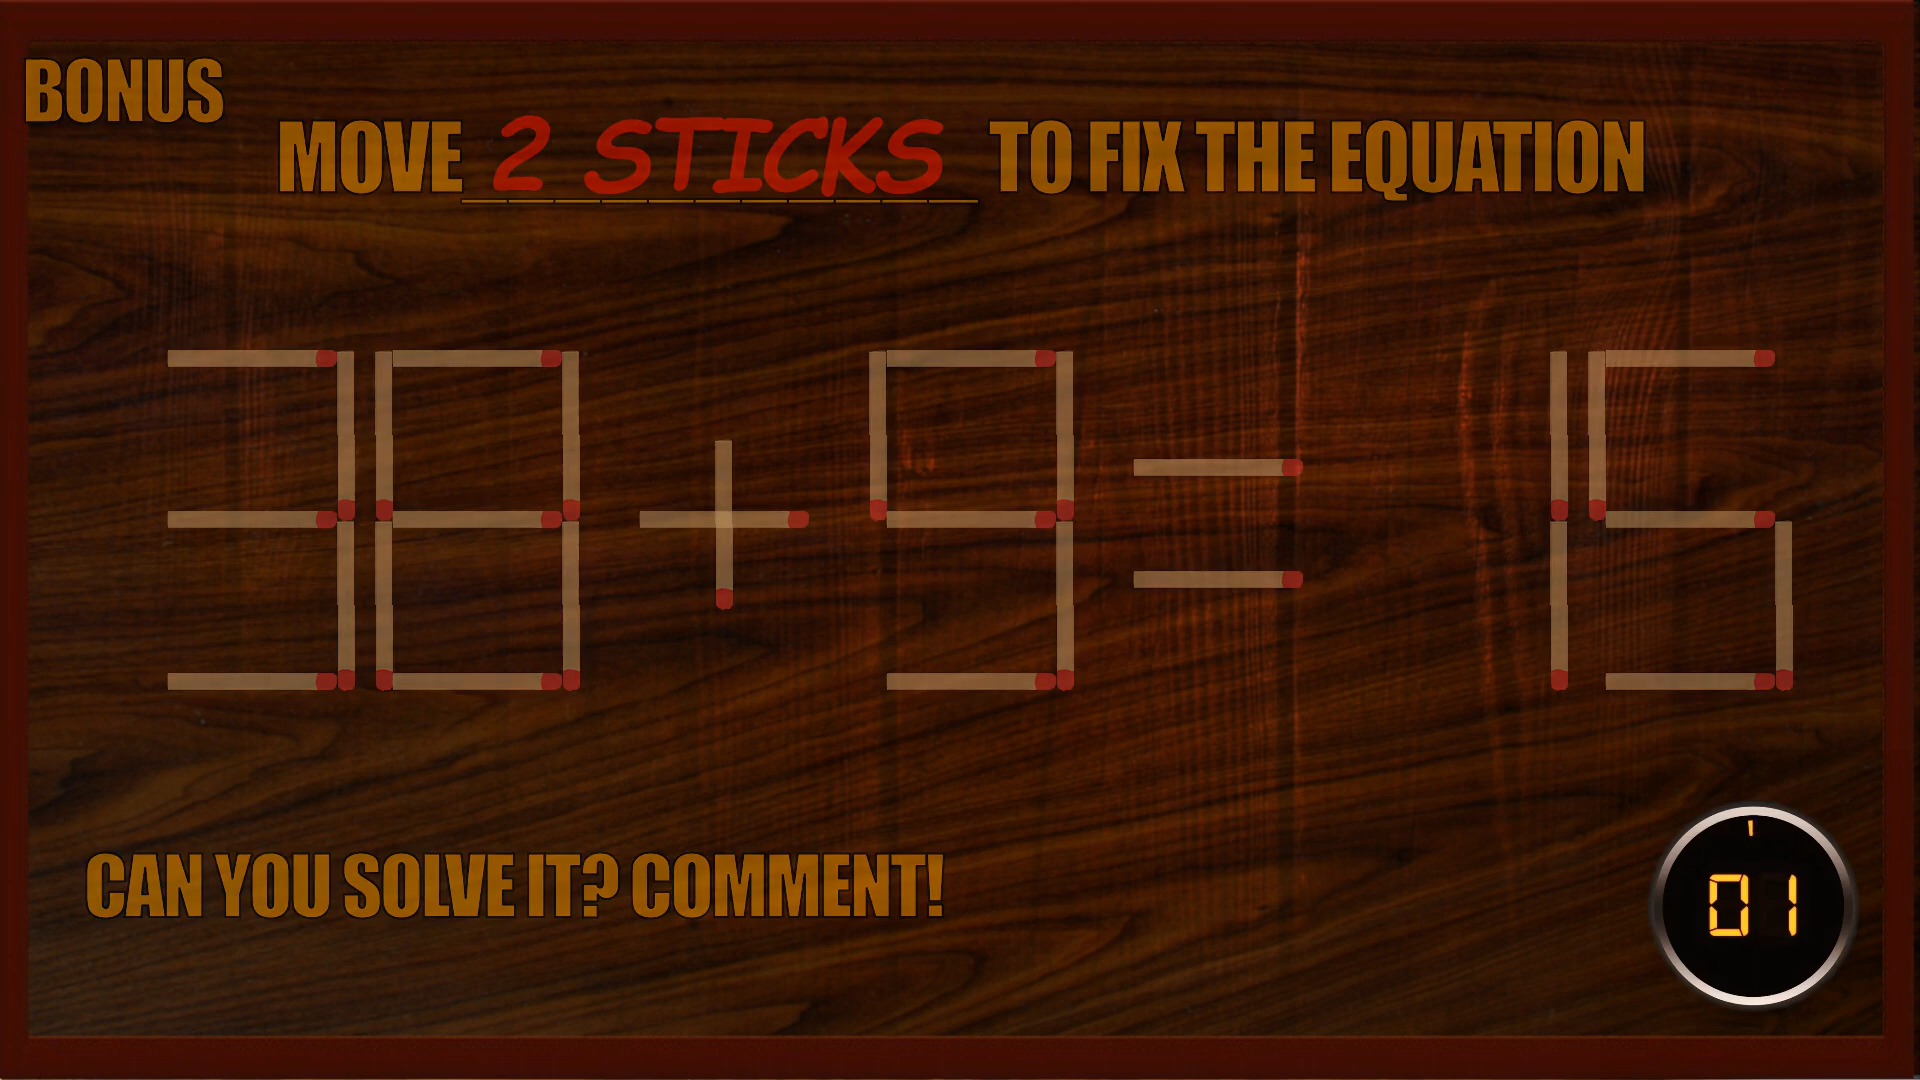 BONUS
MOVE 2 STICKS TO FIX THE EQUATION
38+9=15
CAN YOU SOLVE IT? COMMENT!
01